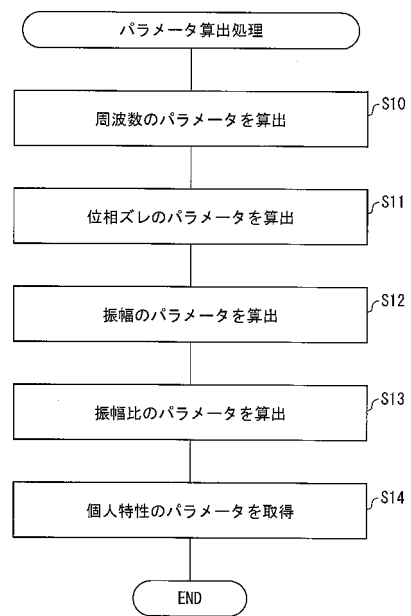 パラメータ算出処理
周波数のパラメータを算出
S10
位相ズレのパラメータを算出
S11
振幅のパラメータを算出
S12
振幅比のパラメータを算出
S13
個人特性のパラメータを取得
S14
END